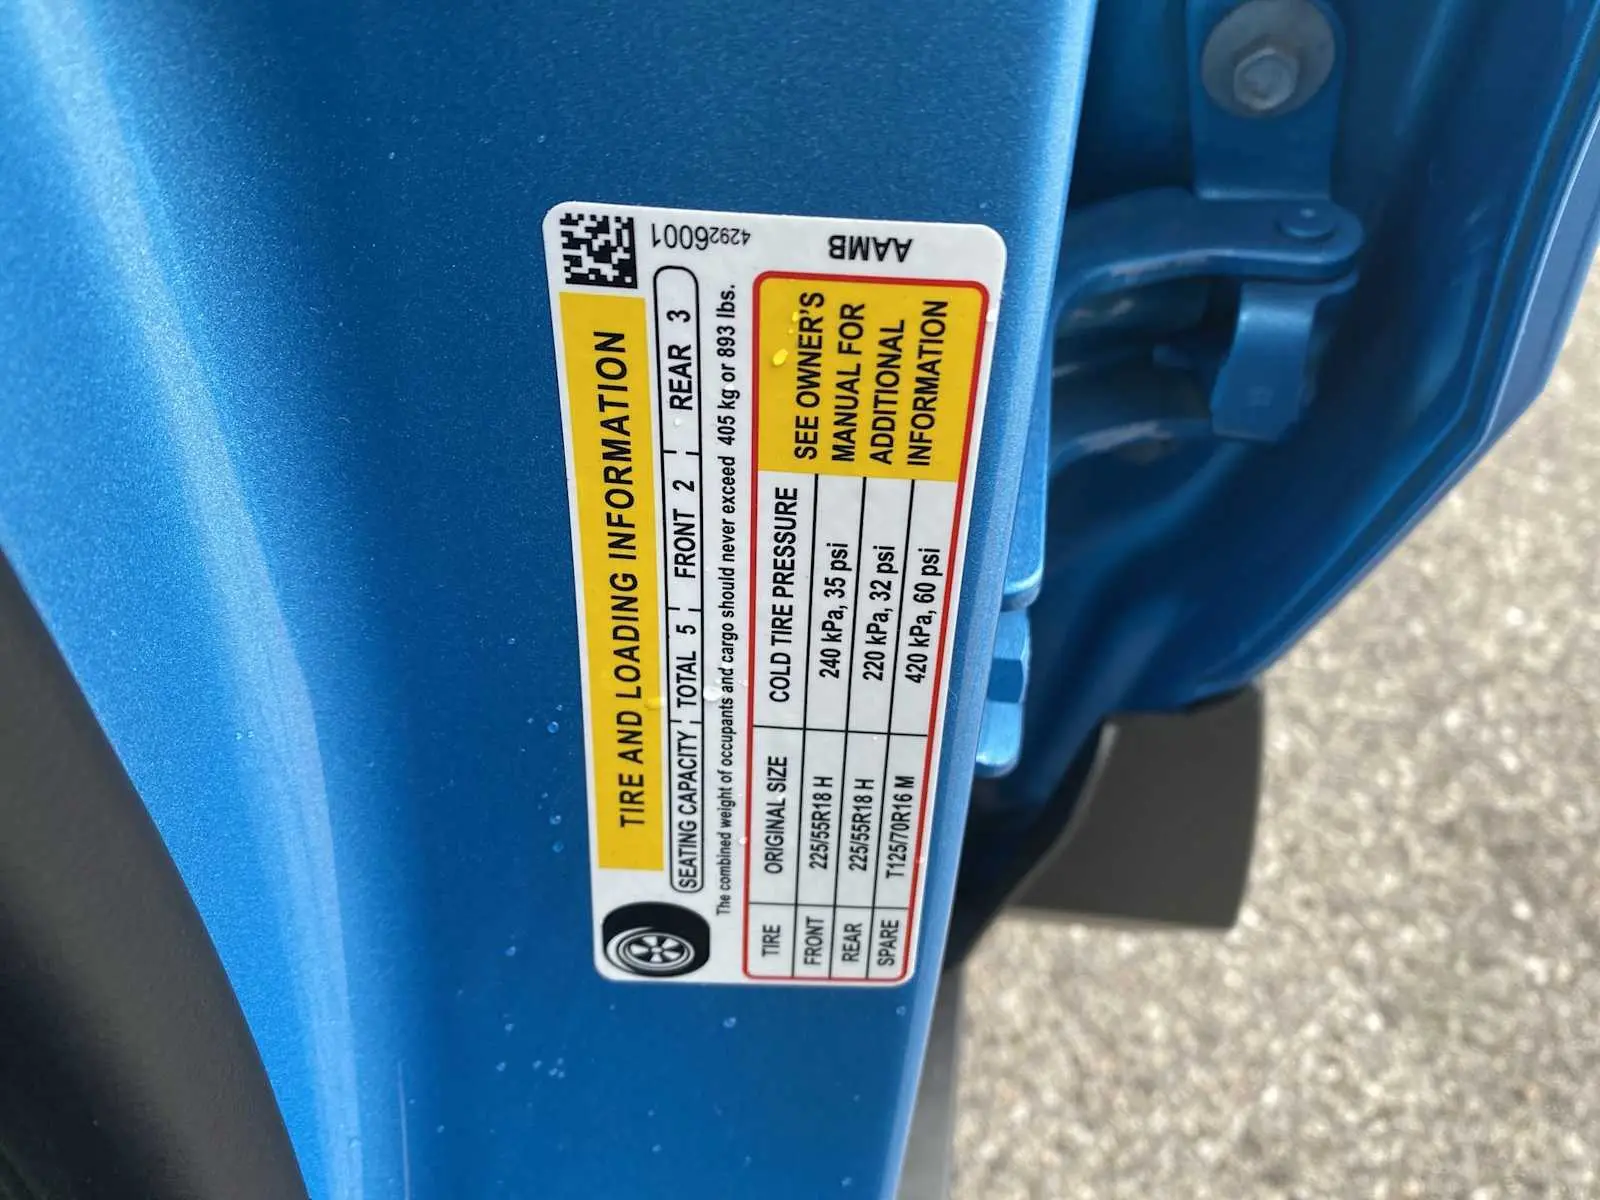 42926001
AAMB
TIRE AND LOADING INFORMATION
SEATING CAPACITY TOTAL 5 FRONT 2 REAR 3
The combined weight of occupants and cargo should never exceed 405 kg or 893 lbs.
TIRE ORIGINAL SIZE COLD TIRE PRESSURE
FRONT 225/55R18 H 240 kPa, 35 psi
REAR 225/55R18 H 220 kPa, 32 psi
SPARE T125/70R16 M 420 kPa, 60 psi
SEE OWNER'S
MANUAL FOR
ADDITIONAL
INFORMATION